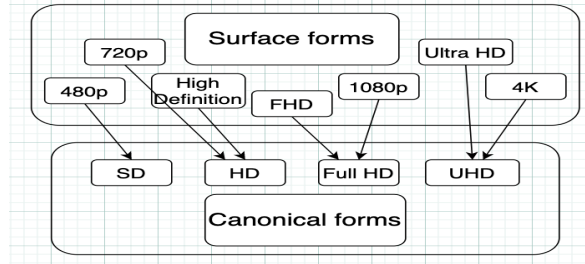 Surface forms
720p
Ultra HD
480p
High
Definition
FHD
1080p
4K
SD
HD
Full HD
UHD
Canonical forms